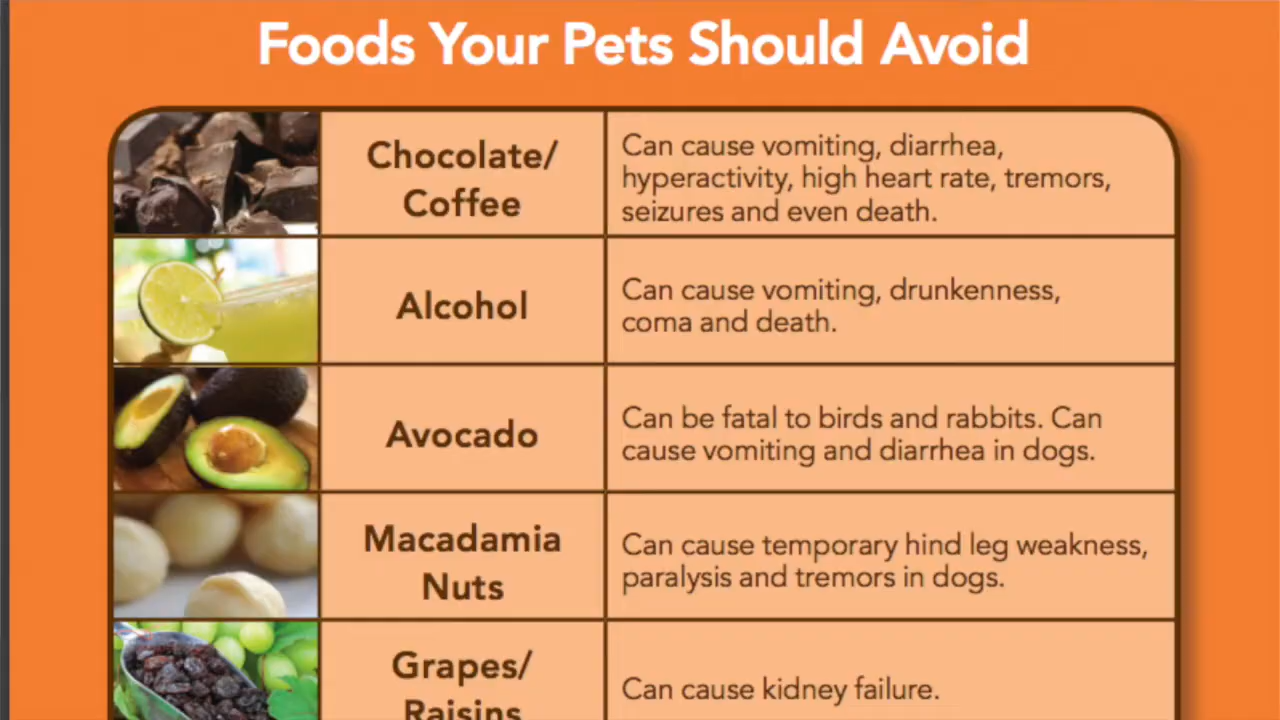 Foods Your Pets Should Avoid
Chocolate/
Coffee
Can cause vomiting, diarrhea,
hyperactivity, high heart rate, tremors,
seizures and even death.
Alcohol
Can cause vomiting, drunkenness,
coma and death.
Avocado
Can be fatal to birds and rabbits. Can
cause vomiting and diarrhea in dogs.
Macadamia
Nuts
Can cause temporary hind leg weakness,
paralysis and tremors in dogs.
Grapes/
Raisins
Can cause kidney failure.